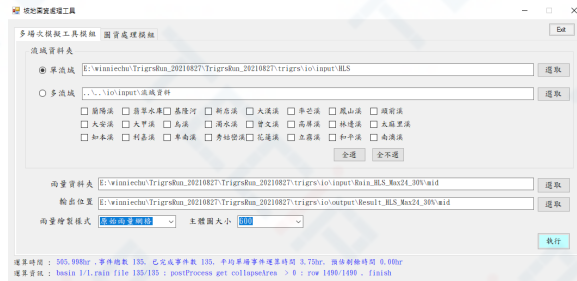 坡地圖資處理工具
Exit
多場次模擬工具模組 圖資處理模組
流域資料夾
單流域 E:\winniechu\TrigrsRun_20210827\TrigrsRun_20210827\trigrs\io\input\HLS 選取
多流域 ..\..\io\input\流域資料 選取
蘭陽溪 翡翠水庫 基隆河 新店溪 大漢溪 辛芒溪 鳳山溪 頭前溪
大安溪 大甲溪 烏溪 濁水溪 曾文溪 高屏溪 林邊溪 太麻里溪
知本溪 利嘉溪 卑南溪 秀姑巒溪 花蓮溪 立霧溪 和平溪 南澳溪
全選 全不選
雨量資料夾 E:\winniechu\TrigrsRun_20210827\TrigrsRun_20210827\trigrs\io\input\Rain_HLS_Max24_30%\mid 選取
輸出位置 E:\winniechu\TrigrsRun_20210827\TrigrsRun_20210827\trigrs\io\output\Result_HLS_Max24_30%\mid 選取
雨量繪製樣式 原始雨量網格 主體圖大小 600
執行
運算時間 : 505.998hr .事件總數 135. 已完成事件數 135. 平均單場事件運算時間 3.75hr. 預估剩餘時間 0.00hr
運算資訊 : basin 1/1.rain file 135/135 : postProcess get collapseArea > 0 : row 1490/1490 . finish